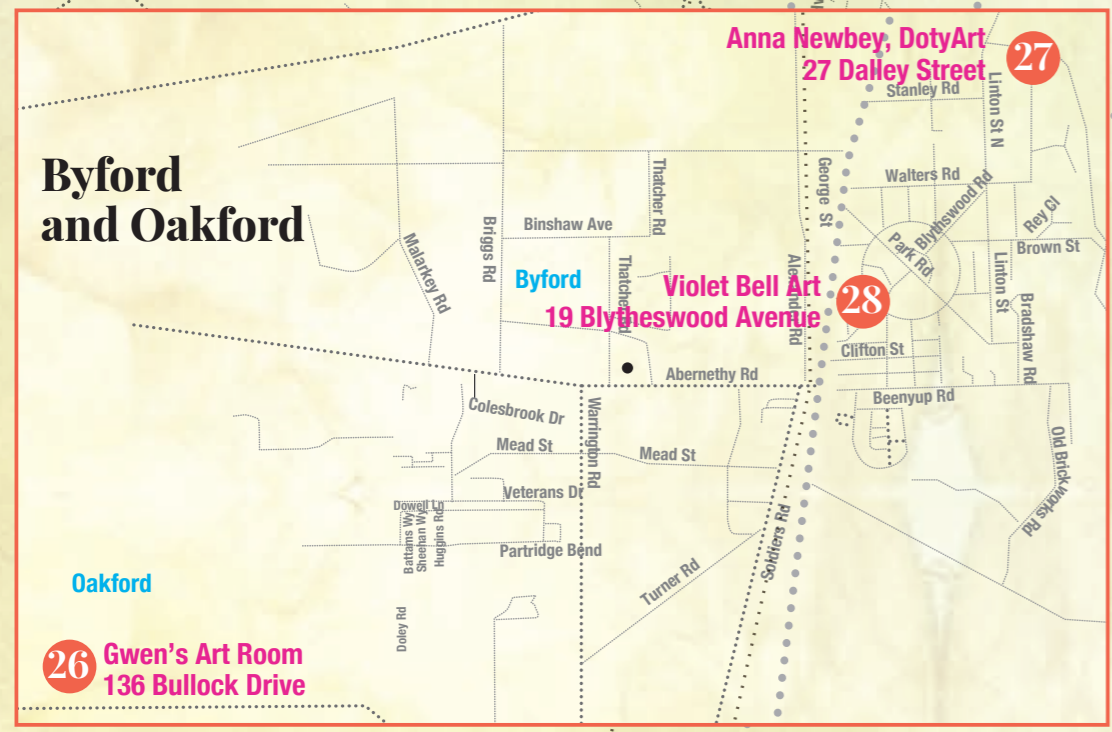 Anna Newbey, DotyArt
27 Dalley Street
27
Stanley Rd
Linton St N
Byford
and Oakford
Thatcher Rd
George St
Walters Rd
Blythswood Rd
Rey Cl
Park Rd
Brown St
Binshaw Ave
Briggs Rd
Malarkey Rd
Byford
Thatcher Rd
Violet Bell Art
19 Blytheswood Avenue
28
Alexander Rd
Linton St
Bradshaw Rd
Clifton St
Abernethy Rd
Beenyup Rd
Colesbrook Dr
Warrington Rd
Mead St
Mead St
Old Brick works Rd
Veterans Dr
Dowell Ln
Battams Wy
Sheehan Wy
Huggins Rd
Partridge Bend
Soldiers Rd
Turner Rd
Oakford
Doley Rd
26
Gwen's Art Room
136 Bullock Drive